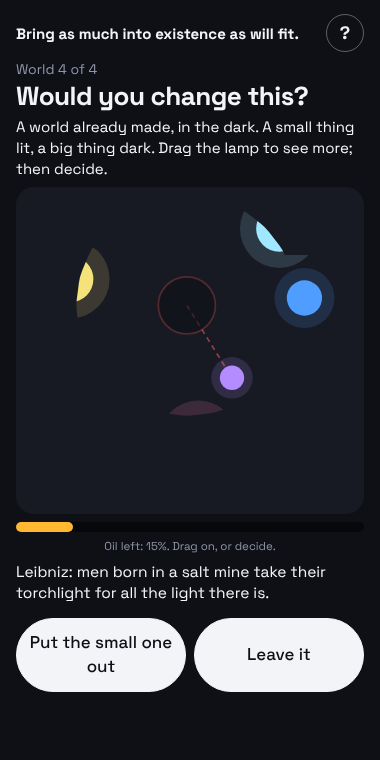 Bring as much into existence as will fit.
?
World 4 of 4
Would you change this?
A world already made, in the dark. A small thing
lit, a big thing dark. Drag the lamp to see more;
then decide.
Oil left: 15%. Drag on, or decide.
Leibniz: men born in a salt mine take their
torchlight for all the light there is.
Put the small one
out
Leave it